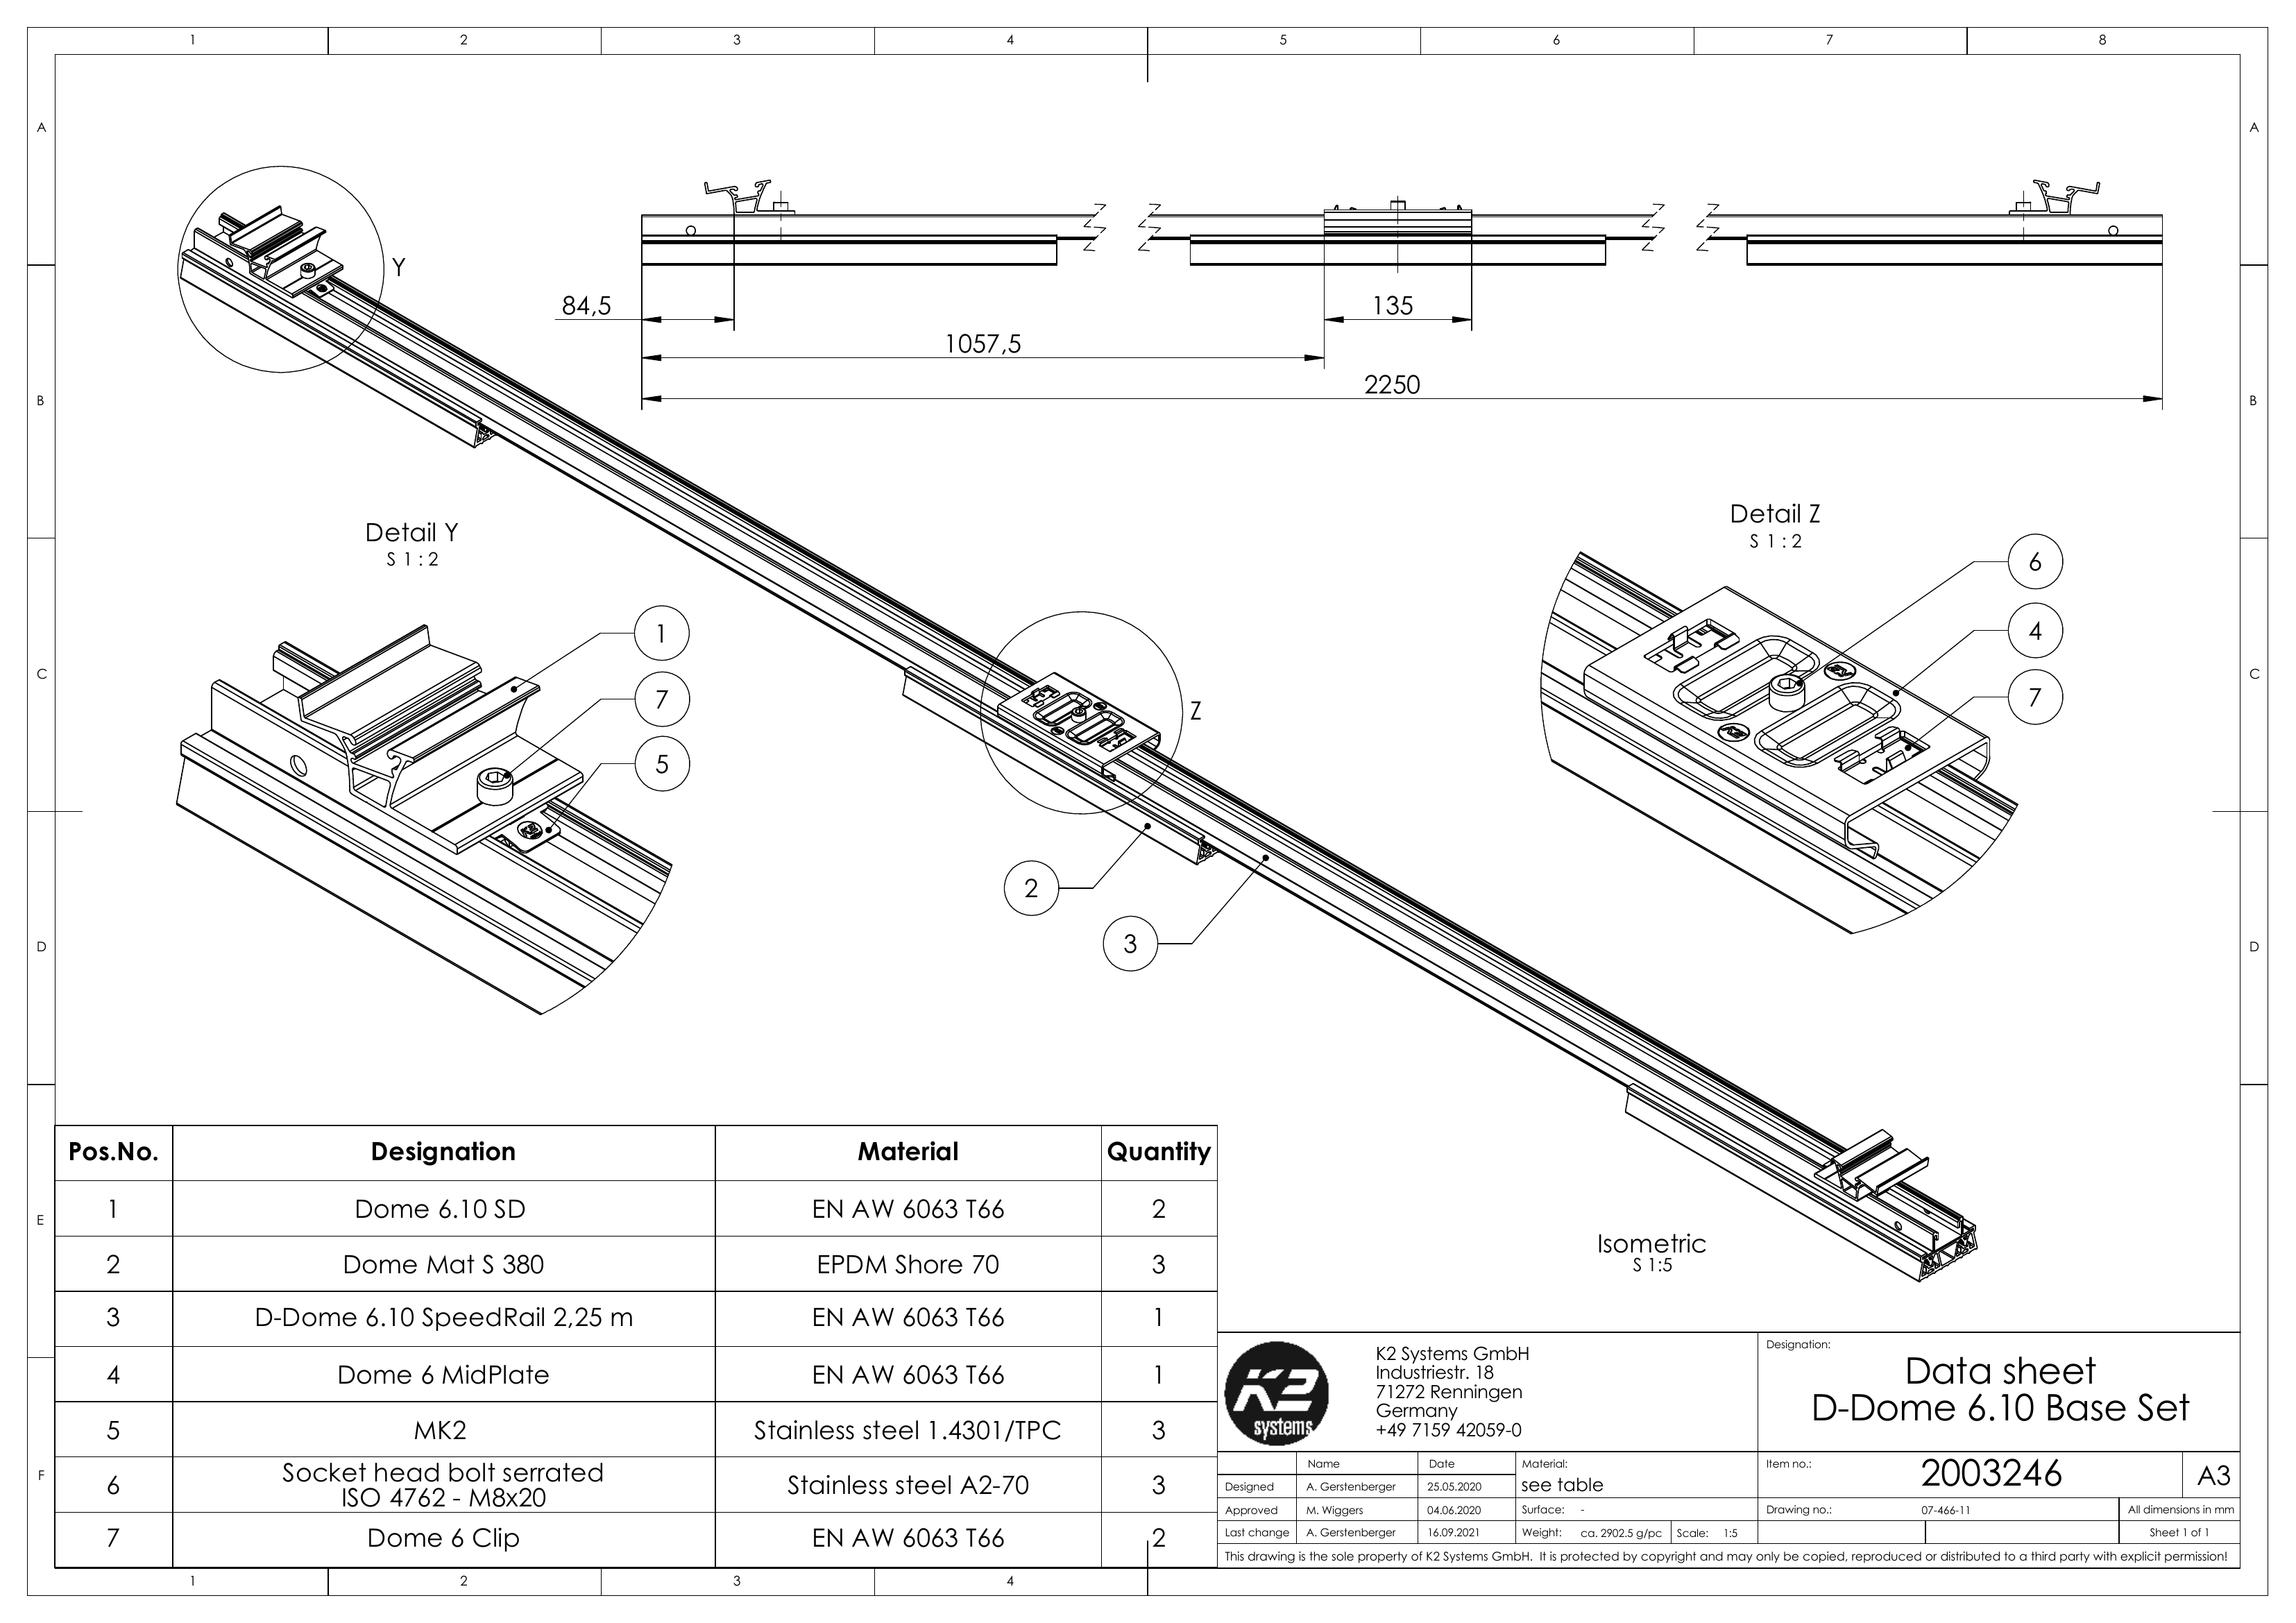 1 2 3 4 5 6 7 8
A A
84,5 135
1057,5
2250
Y
B B
Detail Y
S 1 : 2
Detail Z
S 1 : 2
6
4
7
1
7
5
C C
Z
2
3
D D
Isometric
S 1:5
E
F
Pos.No. Designation Material Quantity
1 Dome 6.10 SD EN AW 6063 T66 2
2 Dome Mat S 380 EPDM Shore 70 3
3 D-Dome 6.10 SpeedRail 2,25 m EN AW 6063 T66 1
4 Dome 6 MidPlate EN AW 6063 T66 1
5 MK2 Stainless steel 1.4301/TPC 3
6 Socket head bolt serrated
ISO 4762 - M8x20 Stainless steel A2-70 3
7 Dome 6 Clip EN AW 6063 T66 2
K2
systems
K2 Systems GmbH
Industriestr. 18
71272 Renningen
Germany
+49 7159 42059-0
Designation:
Data sheet
D-Dome 6.10 Base Set
Name Date Material: Item no.: 2003246 A3
Designed A. Gerstenberger 25.05.2020 see table
Approved M. Wiggers 04.06.2020 Surface: - Drawing no.: 07-466-11 All dimensions in mm
Last change A. Gerstenberger 16.09.2021 Weight: ca. 2902.5 g/pc Scale: 1:5 Sheet 1 of 1
This drawing is the sole property of K2 Systems GmbH. It is protected by copyright and may only be copied, reproduced or distributed to a third party with explicit permission!
1 2 3 4